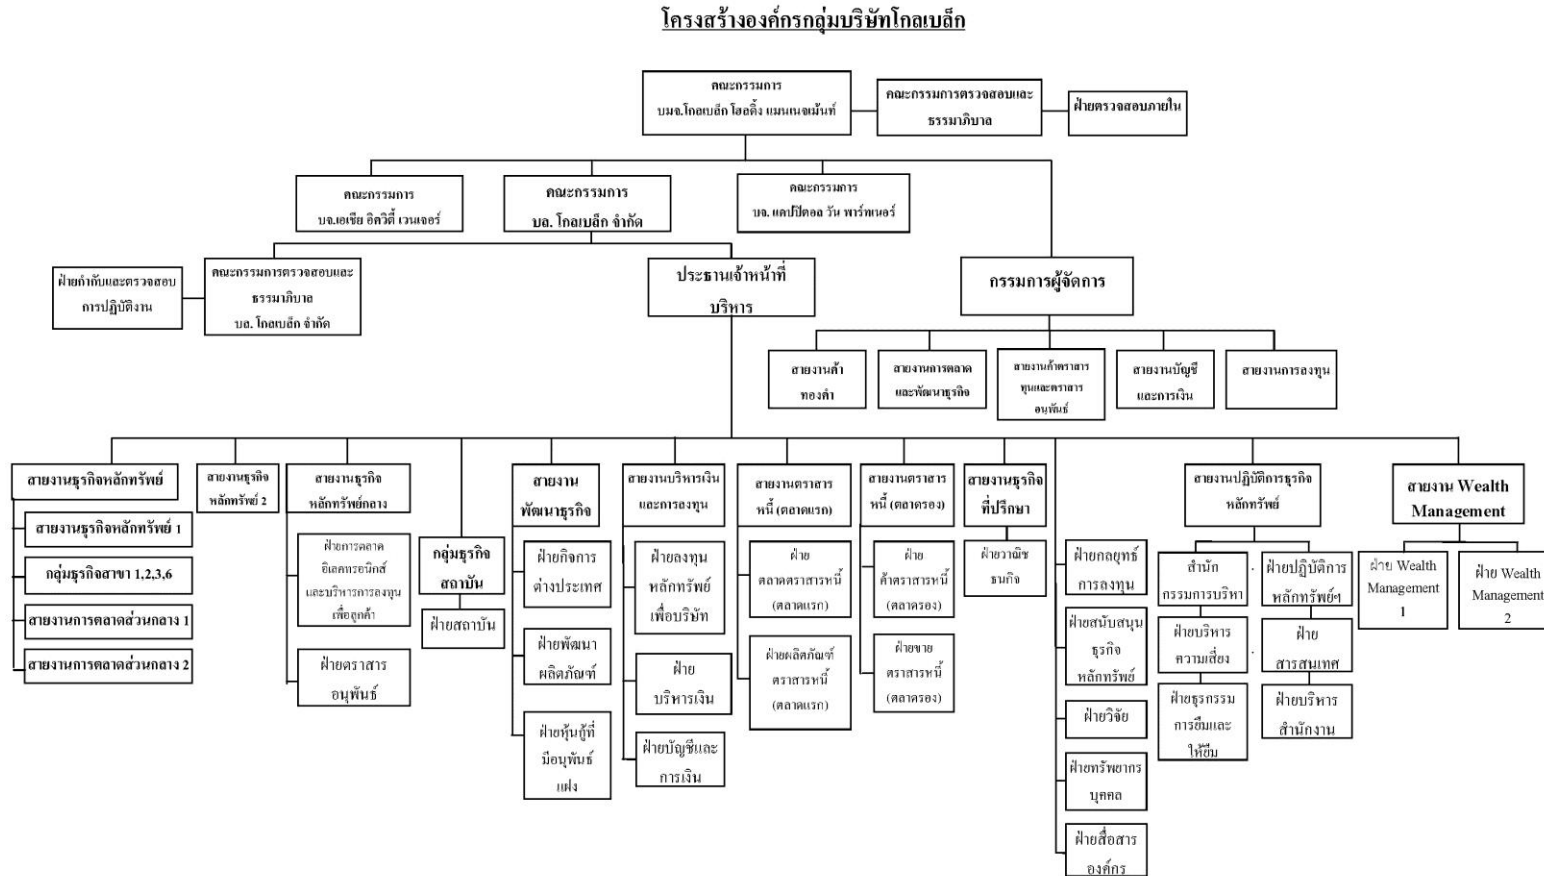 โครงสร้างองค์กรกลุ่มบริษัทโกลเบล็ก
คณะกรรมการ
บมจ.โกลเบล็ก โฮลดิ้ง แมนเนจเม้นท์
คณะกรรมการตรวจสอบและ
ธรรมาภิบาล
ฝ่ายตรวจสอบภายใน
คณะกรรมการ
บจ.เอเชีย อิควิตี้ เวนเจอร์
คณะกรรมการ
บล. โกลเบล็ก จำกัด
คณะกรรมการ
บจ. แคปปิตอล วัน พาร์ทเนอร์
ฝ่ายกำกับและตรวจสอบ
การปฏิบัติงาน
คณะกรรมการตรวจสอบและ
ธรรมาภิบาล
บล. โกลเบล็ก จำกัด
ประธานเจ้าหน้าที่
บริหาร
กรรมการผู้จัดการ
สายงานค้า
ทองคำ
สายงานการตลาด
และพัฒนาธุรกิจ
สายงานค้าตราสาร
ทุนและตราสาร
อนุพันธ์
สายงานบัญชี
และการเงิน
สายงานการลงทุน
สายงานธุรกิจหลักทรัพย์
สายงานธุรกิจหลักทรัพย์ 1
กลุ่มธุรกิจสาขา 1,2,3,6
สายงานการตลาดส่วนกลาง 1
สายงานการตลาดส่วนกลาง 2
สายงานธุรกิจ
หลักทรัพย์ 2
สายงานธุรกิจ
หลักทรัพย์กลาง
ฝ่ายการตลาด
อิเลคทรอนิกส์
และบริหารการลงทุน
เพื่อลูกค้า
ฝ่ายตราสาร
อนุพันธ์
กลุ่มธุรกิจ
สถาบัน
ฝ่ายสถาบัน
สายงาน
พัฒนาธุรกิจ
ฝ่ายกิจการ
ต่างประเทศ
ฝ่ายพัฒนา
ผลิตภัณฑ์
ฝ่ายหุ้นกู้ที่
มีอนุพันธ์
แฝง
สายงานบริหารเงิน
และการลงทุน
ฝ่ายลงทุน
หลักทรัพย์
เพื่อบริษัท
ฝ่าย
บริหารเงิน
ฝ่ายบัญชีและ
การเงิน
สายงานตราสาร
หนี้ (ตลาดแรก)
ฝ่าย
ตลาดตราสารหนี้
(ตลาดแรก)
ฝ่ายผลิตภัณฑ์
ตราสารหนี้
(ตลาดแรก)
สายงานตราสาร
หนี้ (ตลาดรอง)
ฝ่าย
ค้าตราสารหนี้
(ตลาดรอง)
ฝ่ายขาย
ตราสารหนี้
(ตลาดรอง)
สายงานธุรกิจ
ที่ปรึกษา
ฝ่ายวาณิช
ธนกิจ
ฝ่ายกลยุทธ์
การลงทุน
ฝ่ายสนับสนุน
ธุรกิจ
หลักทรัพย์
ฝ่ายวิจัย
ฝ่ายทรัพยากร
บุคคล
ฝ่ายสื่อสาร
องค์กร
สายงานปฏิบัติการธุรกิจ
หลักทรัพย์
สำนัก
กรรมการบริหา
ฝ่ายบริหาร
ความเสี่ยง
ฝ่ายธุรกรรม
การยืมและ
ให้ยืม
ฝ่ายปฏิบัติการ
หลักทรัพย์ฯ
ฝ่าย
สารสนเทศ
ฝ่ายบริหาร
สำนักงาน
สายงาน Wealth
Management
ฝ่าย Wealth
Management
1
ฝ่าย Wealth
Management
2